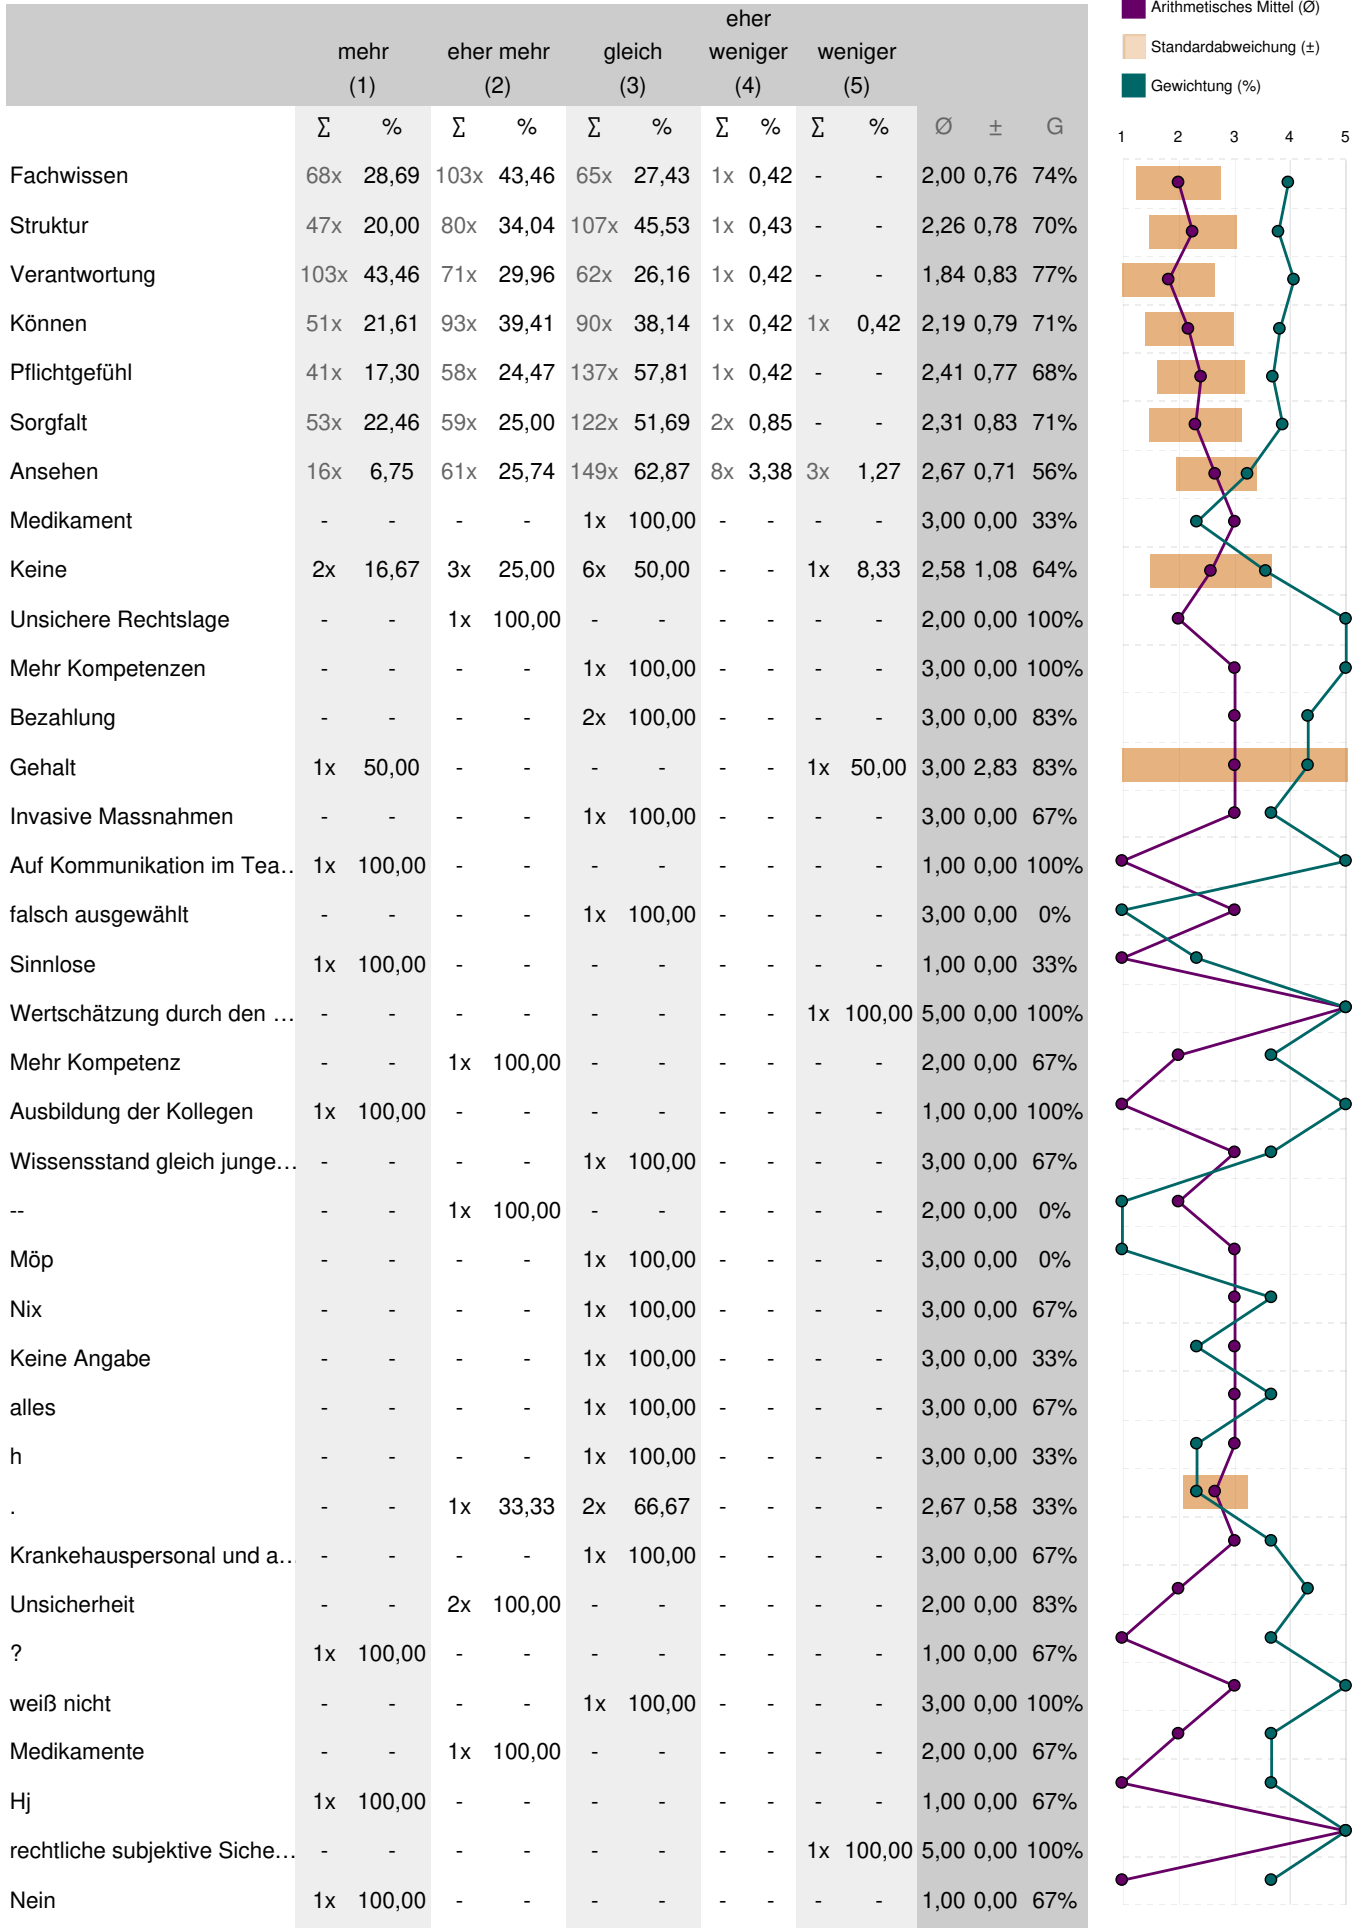 eher
mehr eher mehr gleich weniger weniger
(1) (2) (3) (4) (5)
Arithmetisches Mittel (Ø)
Standardabweichung (±)
Gewichtung (%)
Σ % Σ % Σ % Σ % Σ % Ø ± G 1 2 3 4 5
Fachwissen 68x 28,69 103x 43,46 65x 27,43 1x 0,42 - - 2,00 0,76 74%
Struktur 47x 20,00 80x 34,04 107x 45,53 1x 0,43 - - 2,26 0,78 70%
Verantwortung 103x 43,46 71x 29,96 62x 26,16 1x 0,42 - - 1,84 0,83 77%
Können 51x 21,61 93x 39,41 90x 38,14 1x 0,42 1x 0,42 2,19 0,79 71%
Pflichtgefühl 41x 17,30 58x 24,47 137x 57,81 1x 0,42 - - 2,41 0,77 68%
Sorgfalt 53x 22,46 59x 25,00 122x 51,69 2x 0,85 - - 2,31 0,83 71%
Ansehen 16x 6,75 61x 25,74 149x 62,87 8x 3,38 3x 1,27 2,67 0,71 56%
Medikament - - - - 1x 100,00 - - - - 3,00 0,00 33%
Keine 2x 16,67 3x 25,00 6x 50,00 - - 1x 8,33 2,58 1,08 64%
Unsichere Rechtslage - - 1x 100,00 - - - - - - 2,00 0,00 100%
Mehr Kompetenzen - - - - 1x 100,00 - - - - 3,00 0,00 100%
Bezahlung - - - - 2x 100,00 - - - - 3,00 0,00 83%
Gehalt 1x 50,00 - - - - - - 1x 50,00 3,00 2,83 83%
Invasive Massnahmen - - - - 1x 100,00 - - - - 3,00 0,00 67%
Auf Kommunikation im Tea… 1x 100,00 - - - - - - - - 1,00 0,00 100%
falsch ausgewählt - - - - 1x 100,00 - - - - 3,00 0,00 0%
Sinnlose 1x 100,00 - - - - - - - - 1,00 0,00 33%
Wertschätzung durch den … - - - - - - - - 1x 100,00 5,00 0,00 100%
Mehr Kompetenz - - 1x 100,00 - - - - - - 2,00 0,00 67%
Ausbildung der Kollegen 1x 100,00 - - - - - - - - 1,00 0,00 100%
Wissensstand gleich junge… - - - - 1x 100,00 - - - - 3,00 0,00 67%
-- - - 1x 100,00 - - - - - - 2,00 0,00 0%
Möp - - - - 1x 100,00 - - - - 3,00 0,00 0%
Nix - - - - 1x 100,00 - - - - 3,00 0,00 67%
Keine Angabe - - - - 1x 100,00 - - - - 3,00 0,00 33%
alles - - - - 1x 100,00 - - - - 3,00 0,00 67%
h - - - - 1x 100,00 - - - - 3,00 0,00 33%
. - - 1x 33,33 2x 66,67 - - - - 2,67 0,58 33%
Krankehauspersonal und a… - - - - 1x 100,00 - - - - 3,00 0,00 67%
Unsicherheit - - 2x 100,00 - - - - - - 2,00 0,00 83%
? 1x 100,00 - - - - - - - - 1,00 0,00 67%
weiß nicht - - - - 1x 100,00 - - - - 3,00 0,00 100%
Medikamente - - 1x 100,00 - - - - - - 2,00 0,00 67%
Hj 1x 100,00 - - - - - - - - 1,00 0,00 67%
rechtliche subjektive Siche… - - - - - - - - 1x 100,00 5,00 0,00 100%
Nein 1x 100,00 - - - - - - - - 1,00 0,00 67%